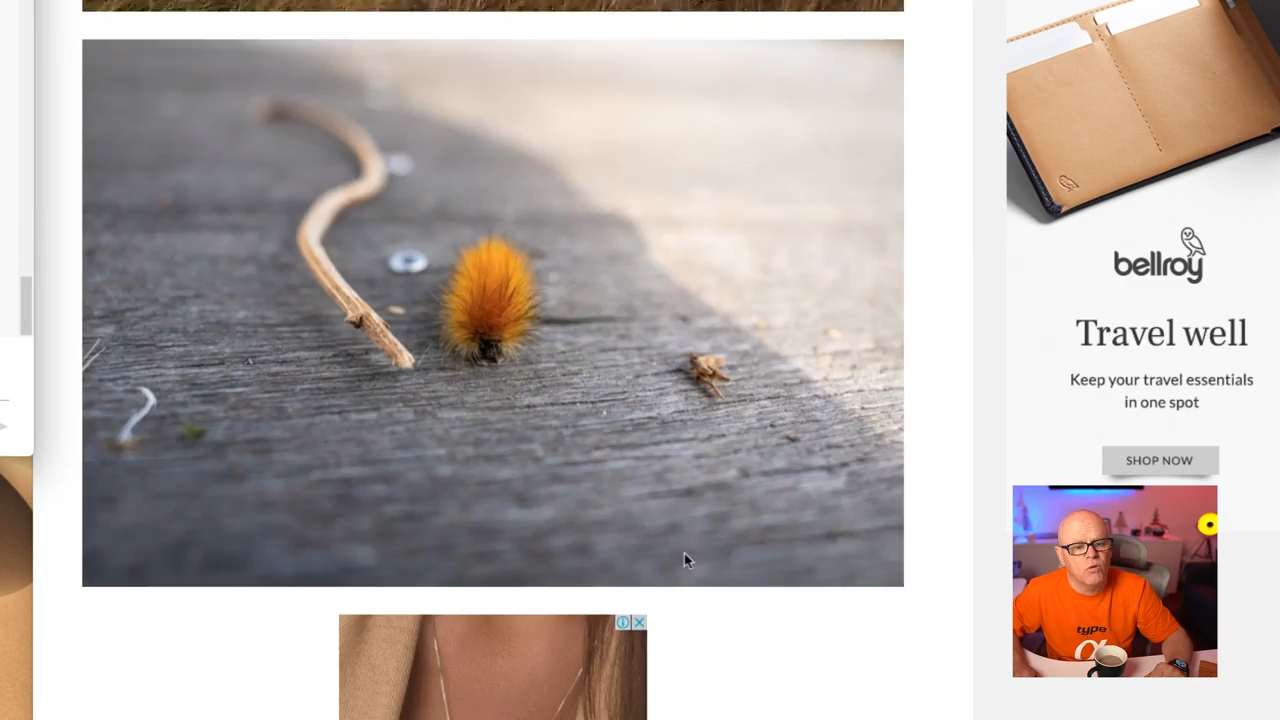 bellroy
Travel well
Keep your travel essentials
in one spot
SHOP NOW
type
α